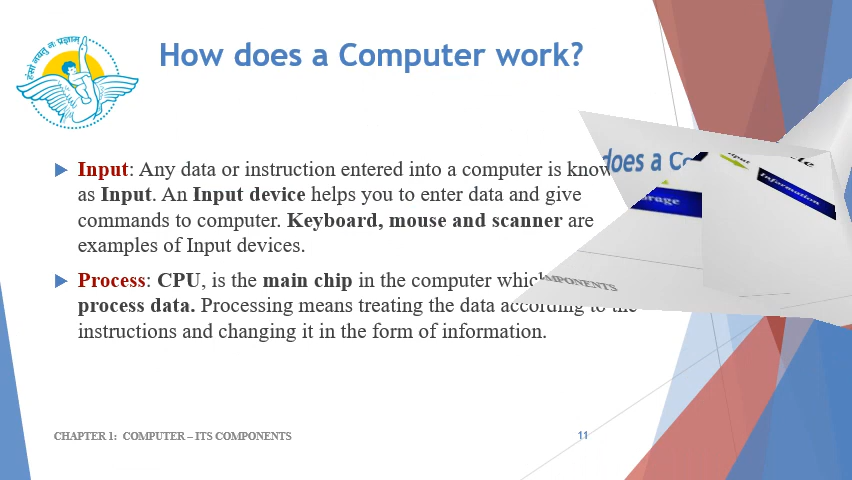 हंसो नयतु नः प्रज्ञाम्
How does a Computer work?
Input: Any data or instruction entered into a computer is know
as Input. An Input device helps you to enter data and give
commands to computer. Keyboard, mouse and scanner are
examples of Input devices.
Process: CPU, is the main chip in the computer which
process data. Processing means treating the data according to the
instructions and changing it in the form of information.
does a C
Information
CHAPTER 1: COMPUTER – ITS COMPONENTS
11